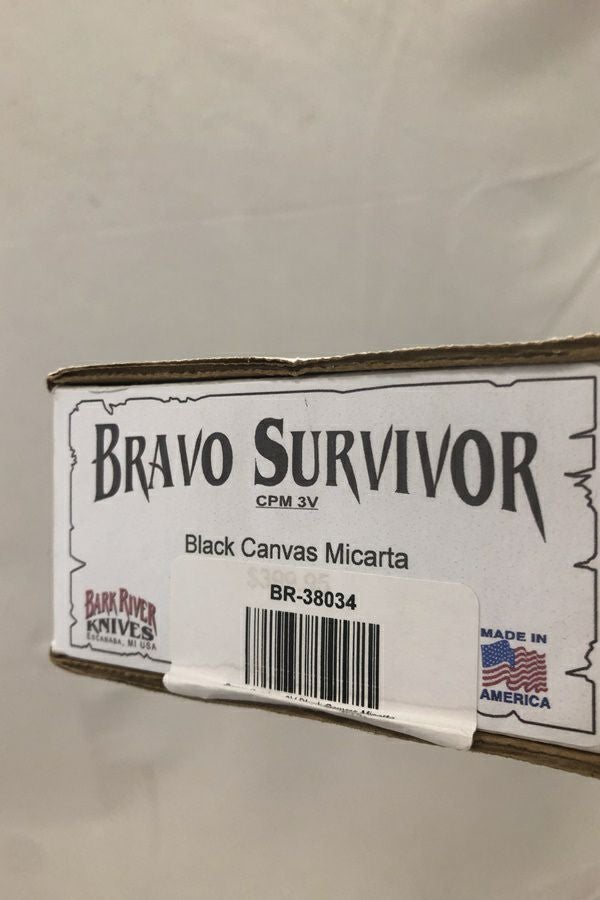 BRAVO SURVIVOR
CPM 3V
Black Canvas Micarta
BR-38034
BARK RIVER
KNIVES
ESCANABA, MI USA
MADE IN
AMERICA